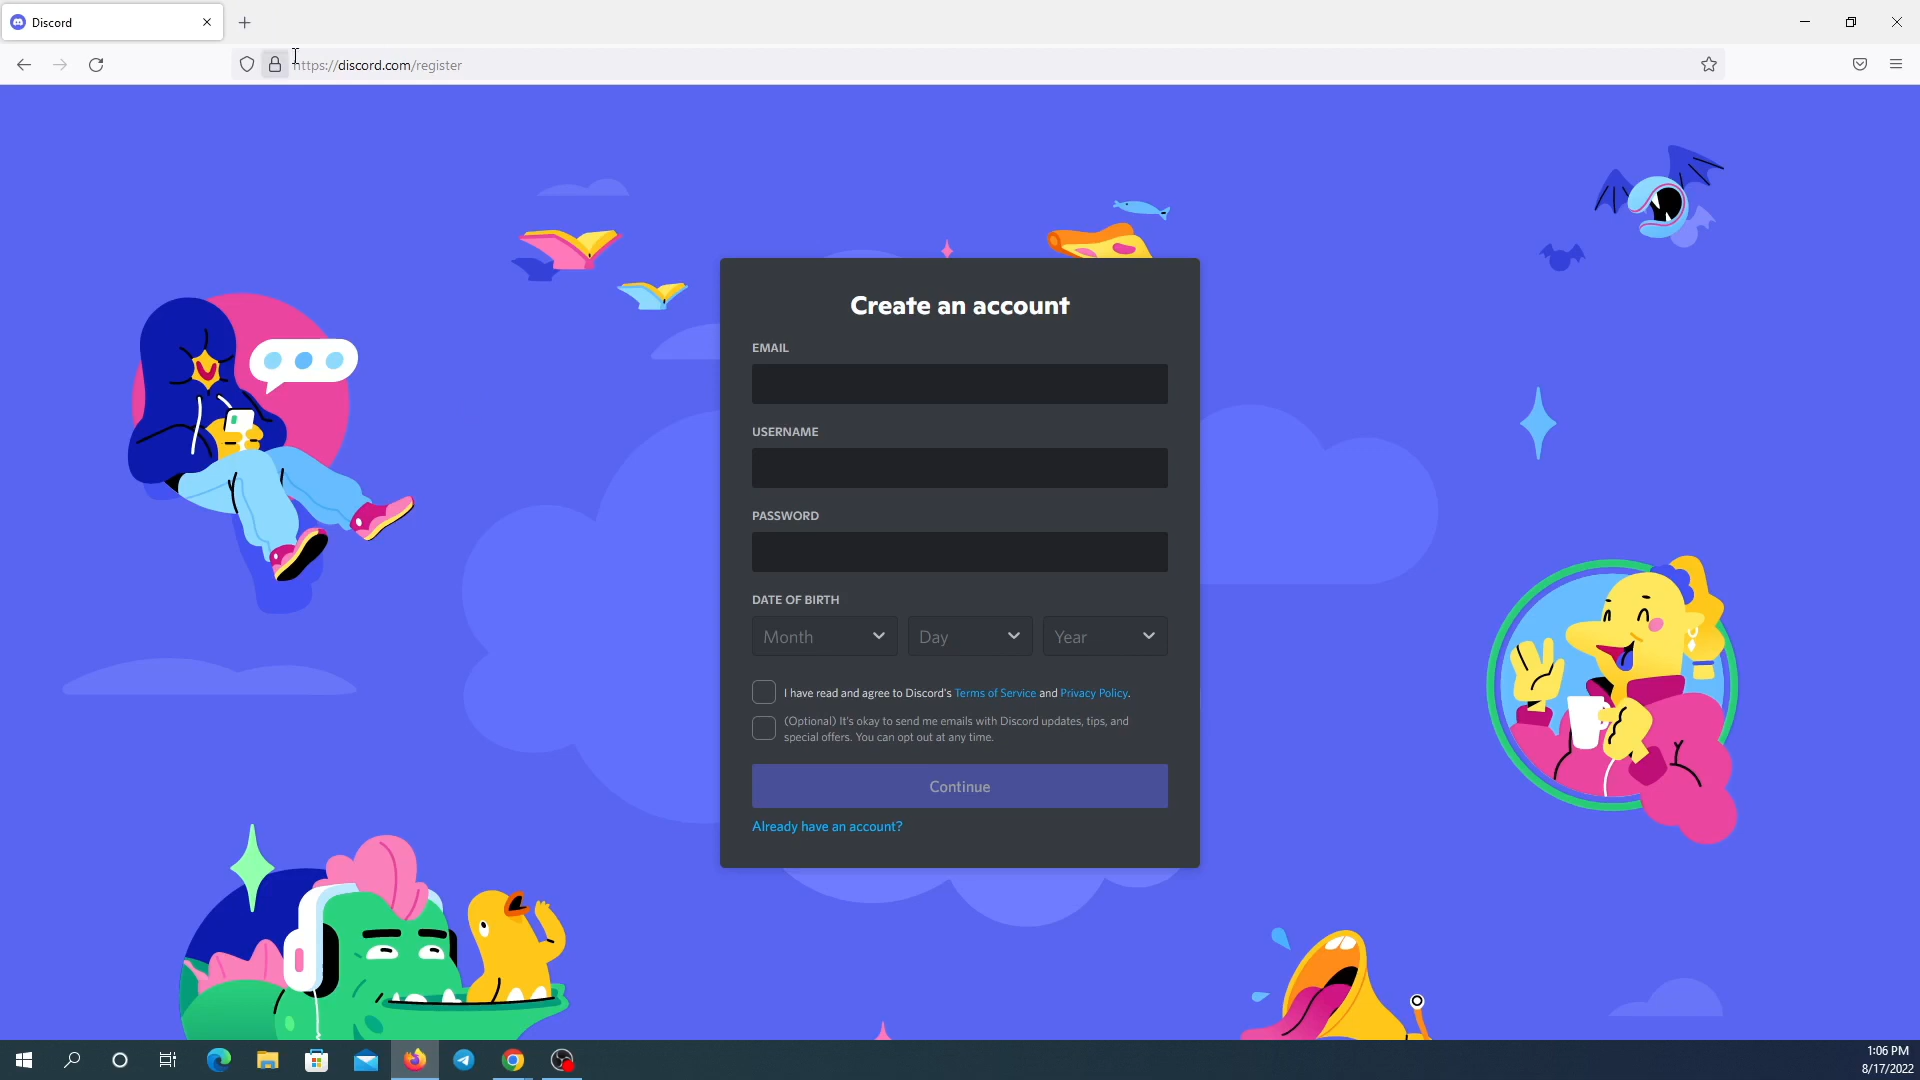 Discord
https://discord.com/register
Create an account
EMAIL
USERNAME
PASSWORD
DATE OF BIRTH
Month Day Year
I have read and agree to Discord's Terms of Service and Privacy Policy.
(Optional) It's okay to send me emails with Discord updates, tips, and
special offers. You can opt out at any time.
Continue
Already have an account?
1:06 PM
8/17/2022